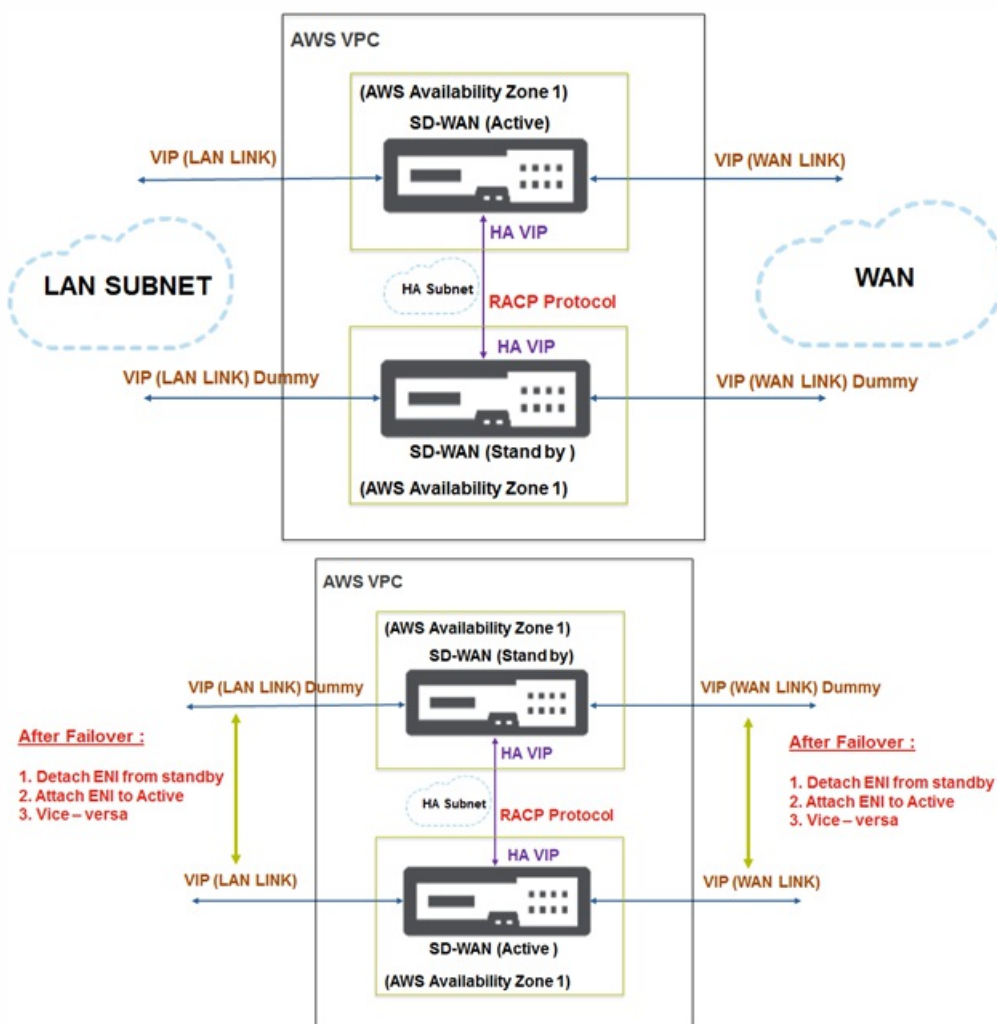 AWS VPC
(AWS Availability Zone 1)
SD-WAN (Active)
VIP (LAN LINK)
VIP (WAN LINK)
HA VIP
LAN SUBNET
HA Subnet
RACP Protocol
WAN
HA VIP
VIP (LAN LINK) Dummy
VIP (WAN LINK) Dummy
SD-WAN (Stand by )
(AWS Availability Zone 1)
AWS VPC
(AWS Availability Zone 1)
SD-WAN (Stand by)
VIP (LAN LINK) Dummy
VIP (WAN LINK) Dummy
After Failover :
1. Detach ENI from standby
2. Attach ENI to Active
3. Vice – versa
HA VIP
HA Subnet
RACP Protocol
HA VIP
After Failover :
1. Detach ENI from standby
2. Attach ENI to Active
3. Vice – versa
VIP (LAN LINK)
VIP (WAN LINK)
SD-WAN (Active )
(AWS Availability Zone 1)